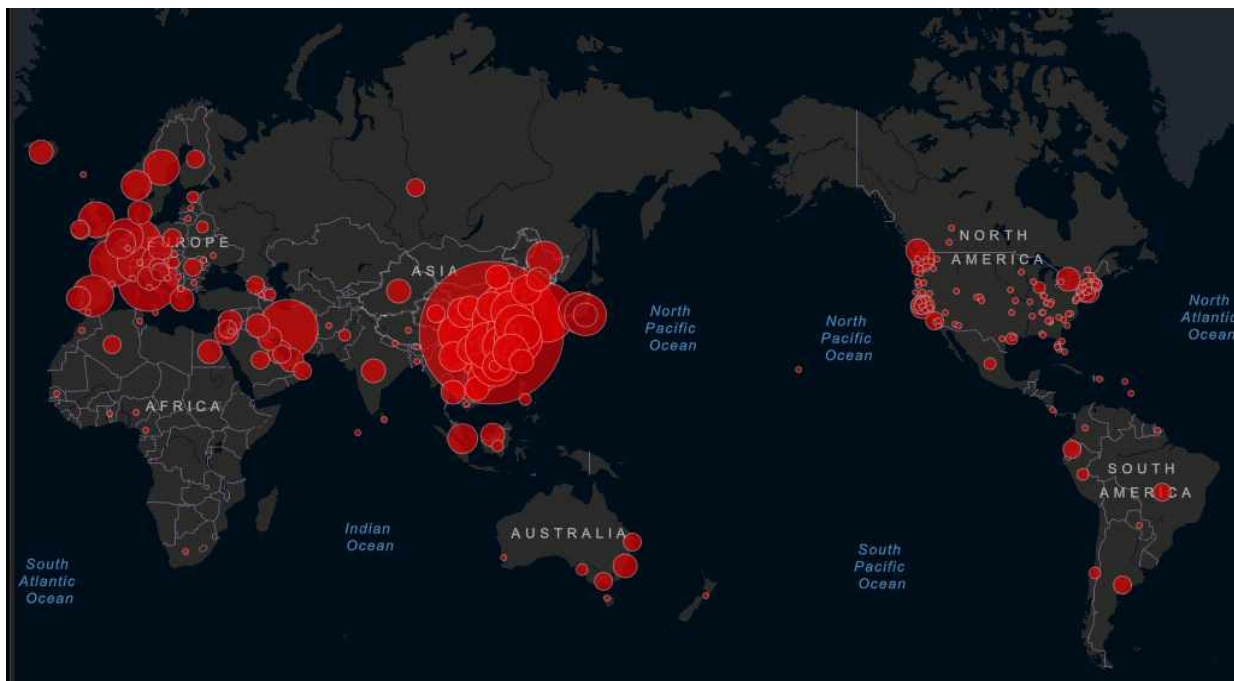 NORTH
AMERICA
EUROPE
ASIA
North
Pacific
Ocean
North
Pacific
Ocean
North
Atlantic
Ocean
AFRICA
SOUTH
AMERICA
Indian
Ocean
AUSTRALIA
South
Atlantic
Ocean
South
Pacific
Ocean